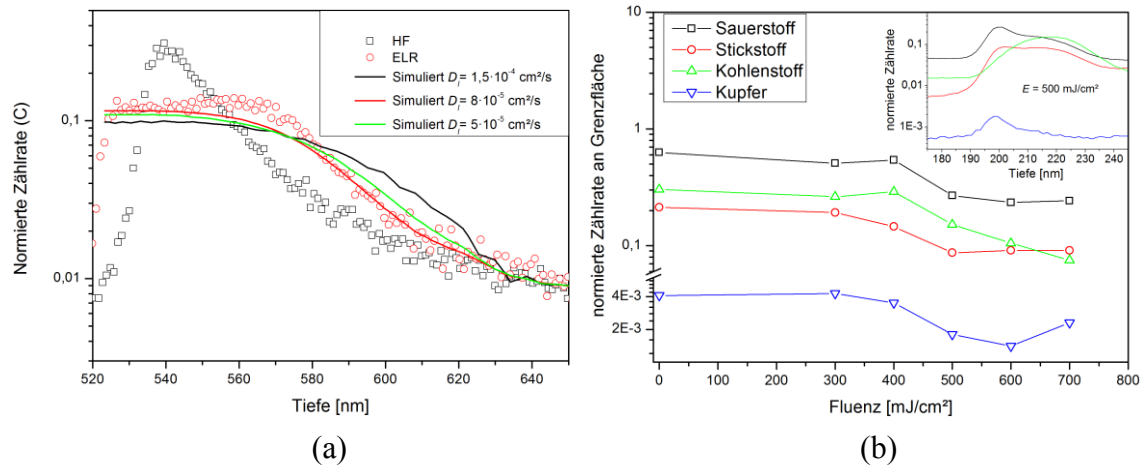 HF
ELR
Simuliert D_l = 1,5·10⁻⁴ cm²/s
Simuliert D_l = 8·10⁻⁵ cm²/s
Simuliert D_l = 5·10⁻⁵ cm²/s
Normierte Zählrate (C)
0,1
0,01
520 540 560 580 600 620 640
Tiefe [nm]
(a)
Sauerstoff
Stickstoff
Kohlenstoff
Kupfer
normierte Zählrate an Grenzfläche
10
1
0,1
4E-3
2E-3
0 100 200 300 400 500 600 700 800
Fluenz [mJ/cm²]
normierte Zählrate
0,1
0,01
1E-3
E = 500 mJ/cm²
180 190 200 210 220 230 240
Tiefe [nm]
(b)